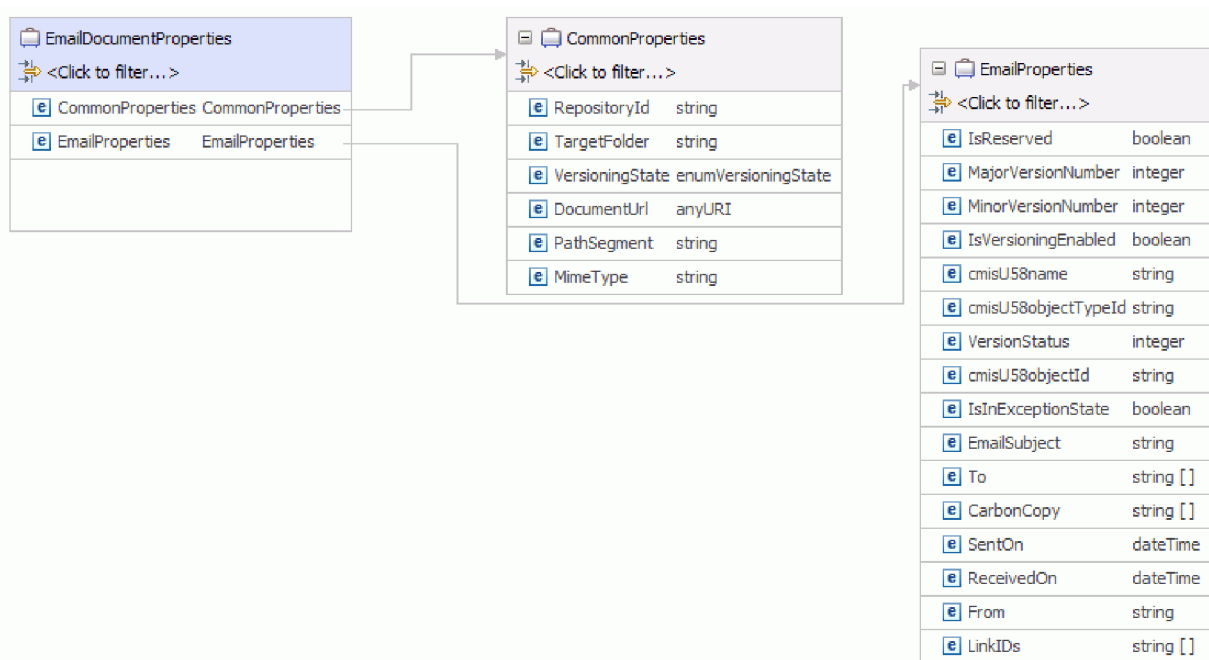 EmailDocumentProperties
<Click to filter...>
e CommonProperties CommonProperties
e EmailProperties EmailProperties
CommonProperties
<Click to filter...>
e RepositoryId string
e TargetFolder string
e VersioningState enumVersioningState
e DocumentUrl anyURI
e PathSegment string
e MimeType string
EmailProperties
<Click to filter...>
e IsReserved boolean
e MajorVersionNumber integer
e MinorVersionNumber integer
e IsVersioningEnabled boolean
e cmisU58name string
e cmisU58objectTypeId string
e VersionStatus integer
e cmisU58objectId string
e IsInExceptionState boolean
e EmailSubject string
e To string []
e CarbonCopy string []
e SentOn dateTime
e ReceivedOn dateTime
e From string
e LinkIDs string []